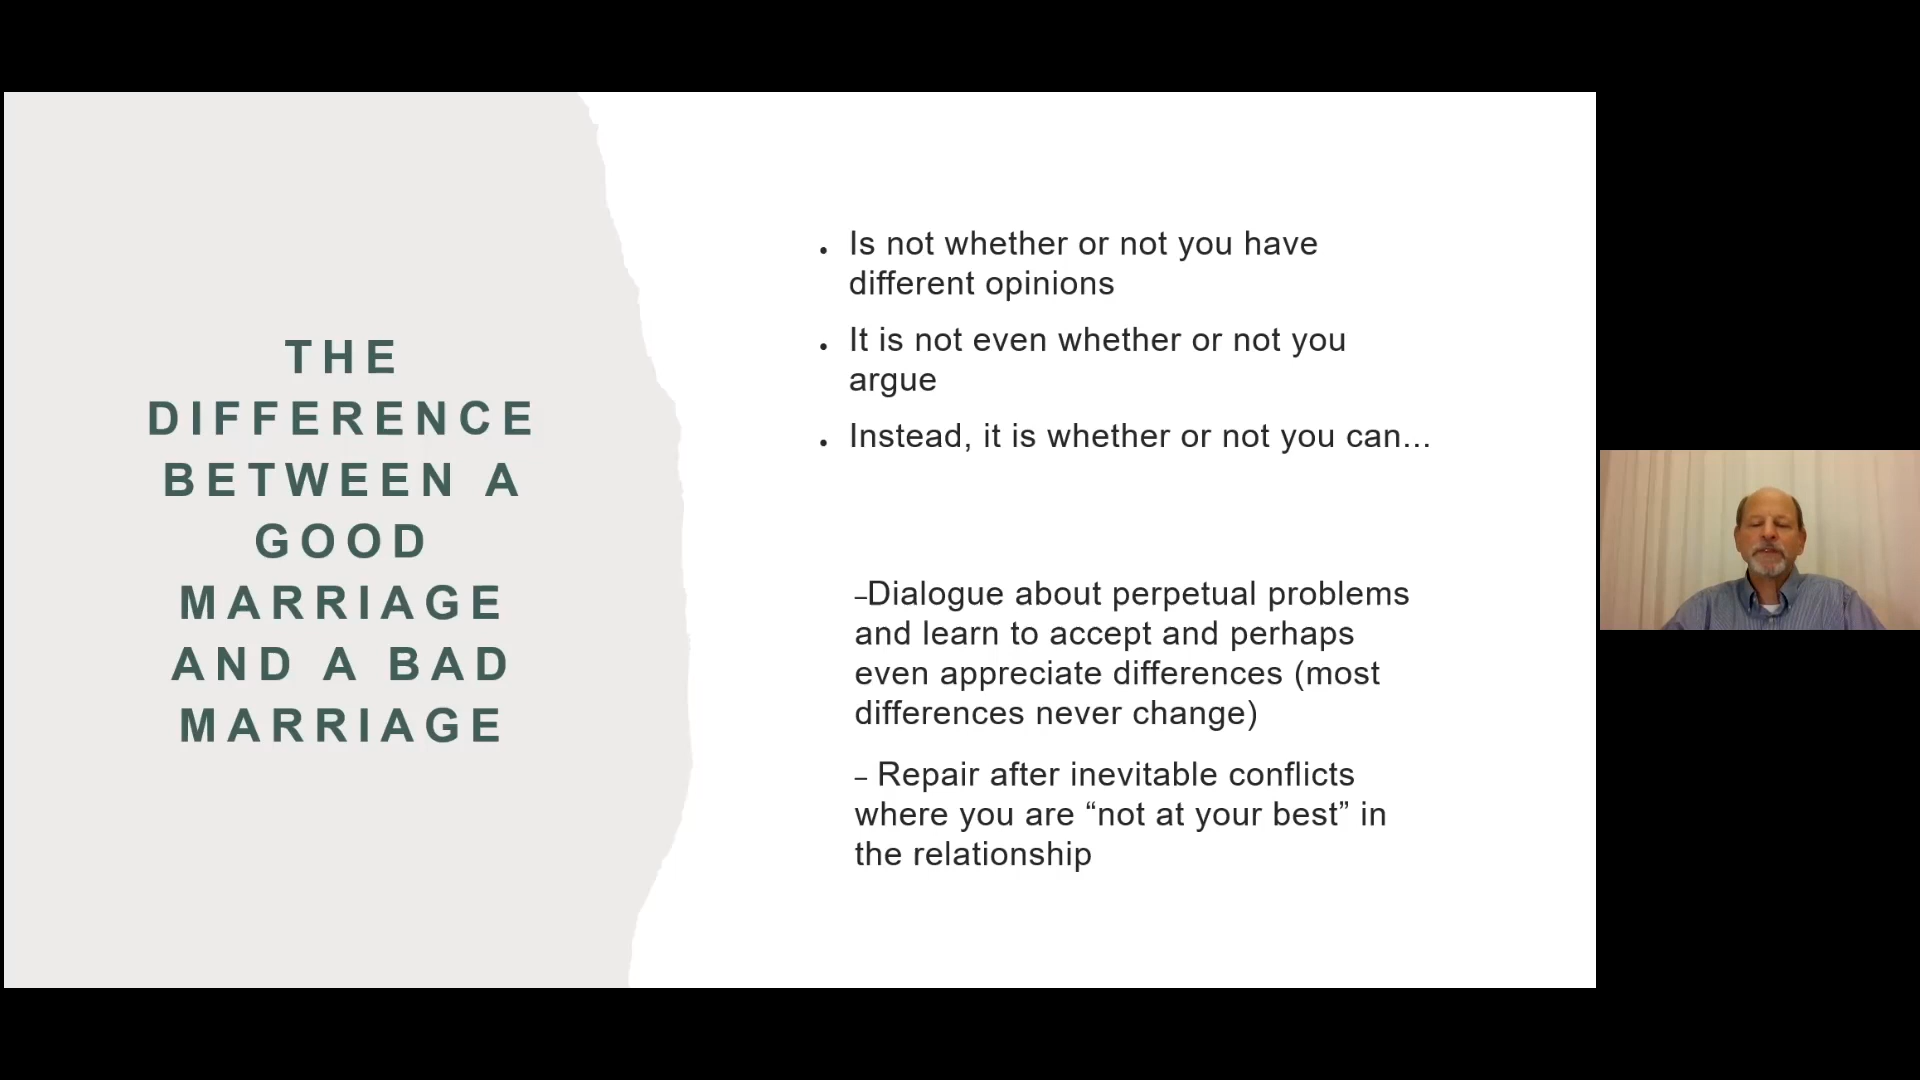 THE
DIFFERENCE
BETWEEN A
GOOD
MARRIAGE
AND A BAD
MARRIAGE
• Is not whether or not you have
different opinions
• It is not even whether or not you
argue
• Instead, it is whether or not you can...
–Dialogue about perpetual problems
and learn to accept and perhaps
even appreciate differences (most
differences never change)
– Repair after inevitable conflicts
where you are “not at your best” in
the relationship